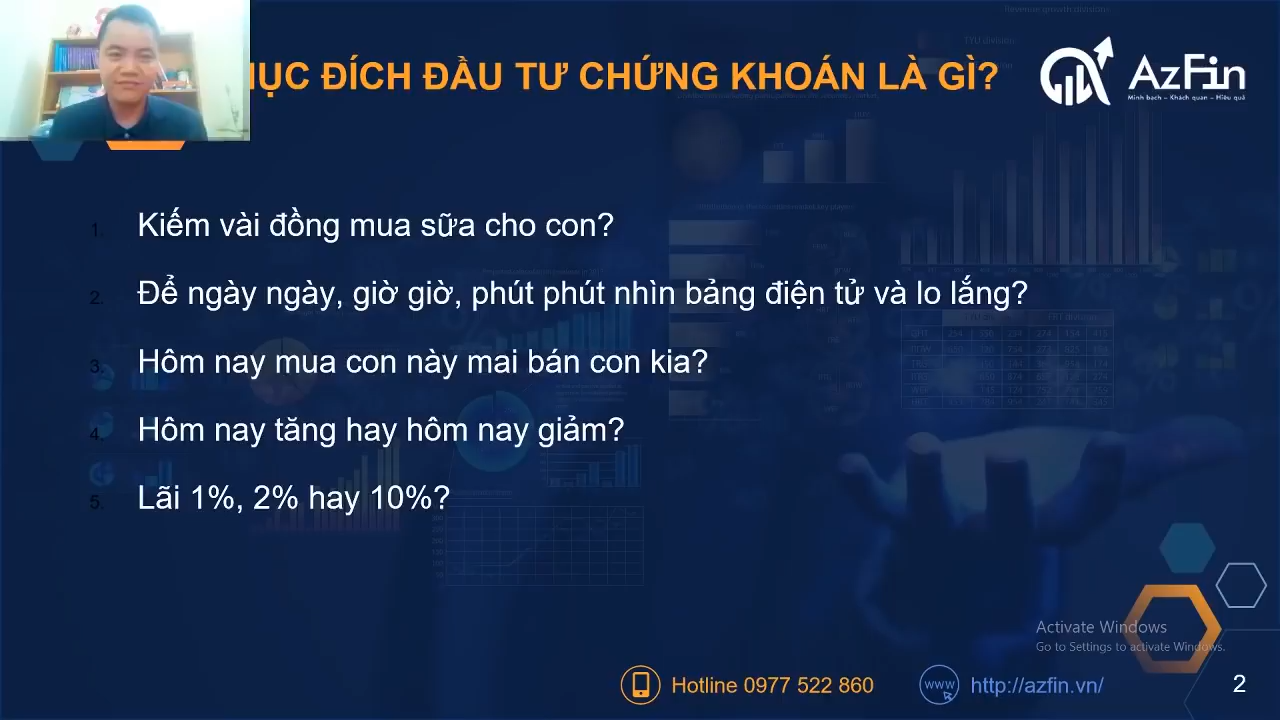 ỤC ĐÍCH ĐẦU TƯ CHỨNG KHOÁN LÀ GÌ?
AzFin
Minh bạch – Khách quan – Hiệu quả
1. Kiếm vài đồng mua sữa cho con?
2. Để ngày ngày, giờ giờ, phút phút nhìn bảng điện tử và lo lắng?
3. Hôm nay mua con này mai bán con kia?
4. Hôm nay tăng hay hôm nay giảm?
5. Lãi 1%, 2% hay 10%?
Activate Windows
Go to Settings to activate Windows.
Hotline 0977 522 860
www
http://azfin.vn/
2